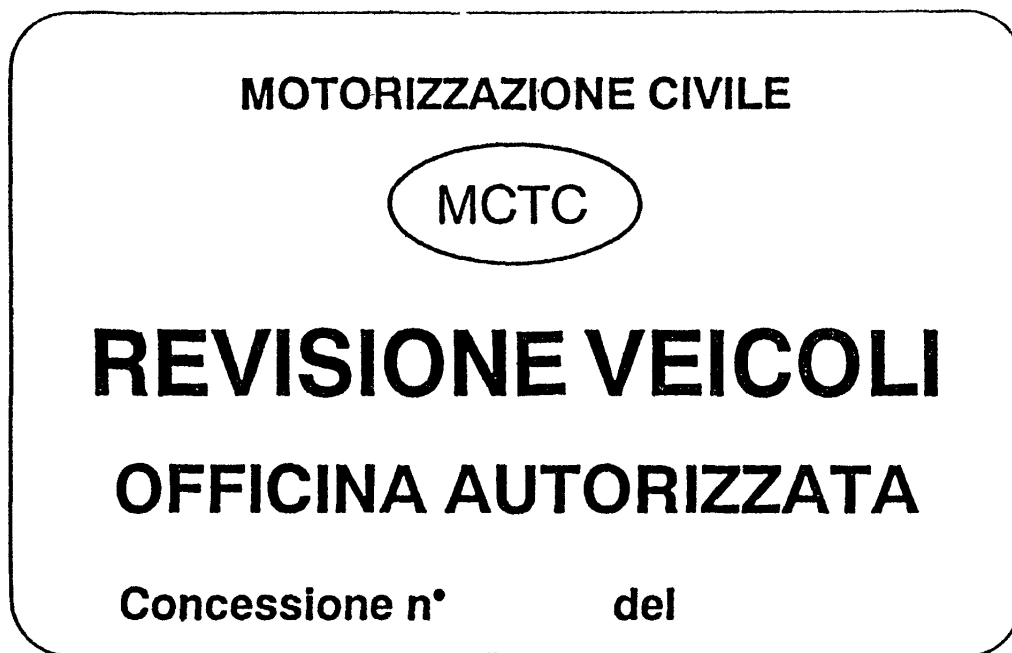 MOTORIZZAZIONE CIVILE
MCTC
REVISIONE VEICOLI
OFFICINA AUTORIZZATA
Concessione n° del